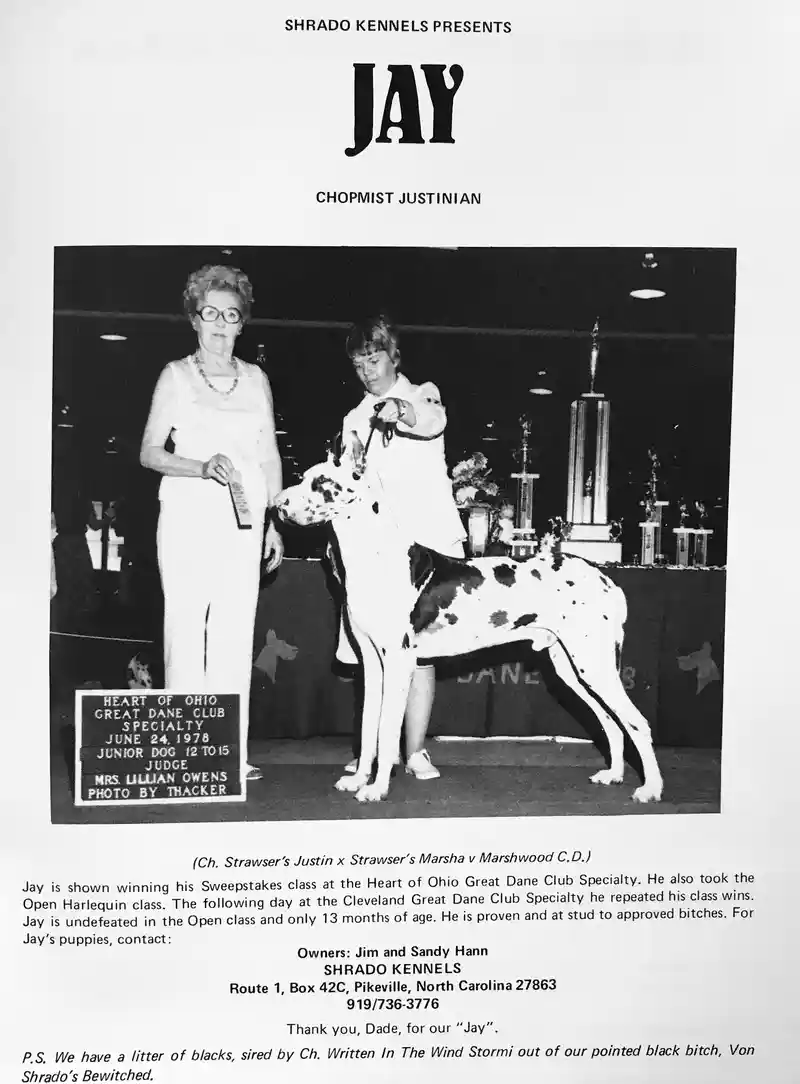 SHRADO KENNELS PRESENTS
JAY
CHOPMIST JUSTINIAN
DANE
8
HEART OF OHIO
GREAT DANE CLUB
SPECIALTY
JUNE 24, 1978
JUNIOR DOG 12 TO 15
JUDGE
MRS. LILLIAN OWENS
PHOTO BY THACKER
(Ch. Strawser's Justin x Strawser's Marsha v Marshwood C.D.)
Jay is shown winning his Sweepstakes class at the Heart of Ohio Great Dane Club Specialty. He also took the
Open Harlequin class. The following day at the Cleveland Great Dane Club Specialty he repeated his class wins.
Jay is undefeated in the Open class and only 13 months of age. He is proven and at stud to approved bitches. For
Jay's puppies, contact:
Owners: Jim and Sandy Hann
SHRADO KENNELS
Route 1, Box 42C, Pikeville, North Carolina 27863
919/736-3776
Thank you, Dade, for our "Jay".
P.S. We have a litter of blacks, sired by Ch. Written In The Wind Stormi out of our pointed black bitch, Von
Shrado's Bewitched.